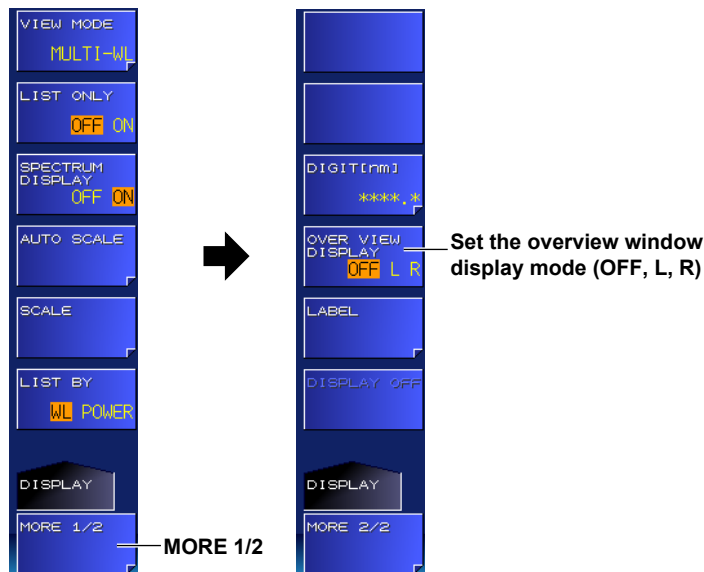 VIEW MODE
MULTI-WL
LIST ONLY
OFF ON
SPECTRUM
DISPLAY
OFF ON
AUTO SCALE
SCALE
LIST BY
WL POWER
DISPLAY
MORE 1/2
MORE 1/2
DIGIT[nm]
****.*
OVER VIEW
DISPLAY
OFF L R
Set the overview window
display mode (OFF, L, R)
LABEL
DISPLAY OFF
DISPLAY
MORE 2/2